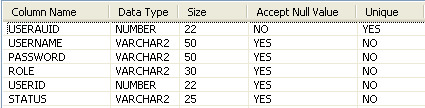 Column Name Data Type Size Accept Null Value Unique
USERAUID NUMBER 22 NO YES
USERNAME VARCHAR2 50 YES NO
PASSWORD VARCHAR2 50 YES NO
ROLE VARCHAR2 30 YES NO
USERID NUMBER 22 YES NO
STATUS VARCHAR2 25 YES NO